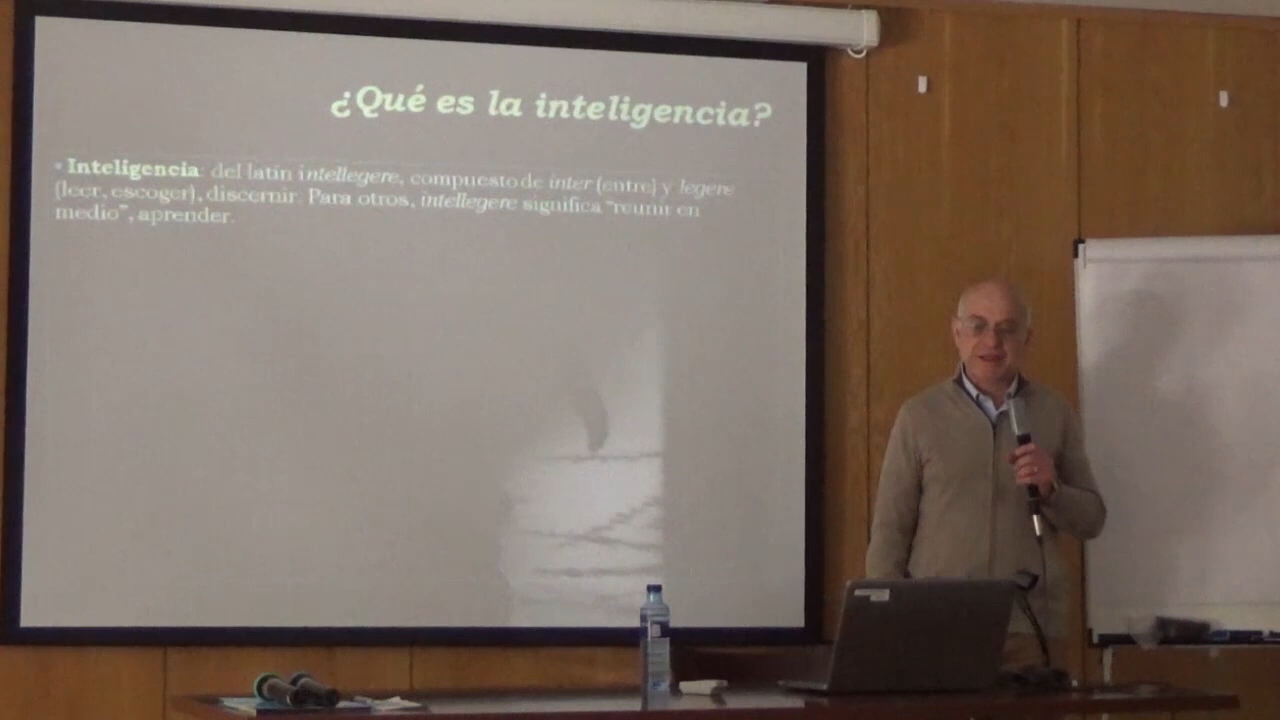 ¿Qué es la inteligencia?
• Inteligencia: del latín intellegere, compuesto de inter (entre) y legere
(leer, escoger), discernir. Para otros, intellegere significa “reunir en
medio”, aprender.